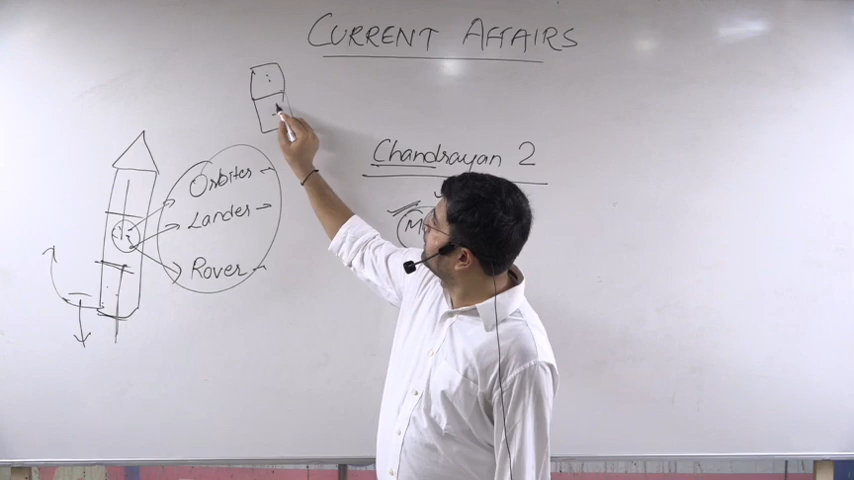 CURRENT AFFAIRS
Chandrayan 2
Orbiter
Lander
Rover